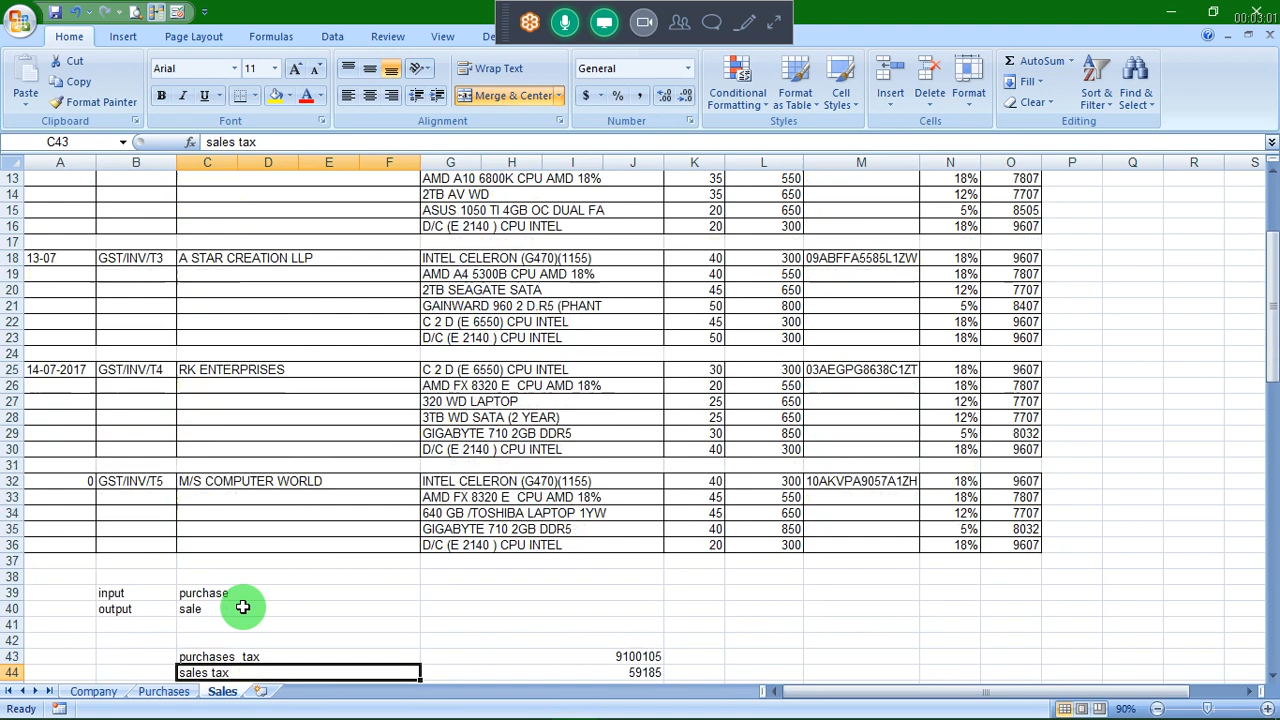 00:03:01
Home Insert Page Layout Formulas Data Review View Add-Ins
Cut
Copy
Format Painter
Paste
Clipboard
Arial 11
B I U
Font
Wrap Text
Merge & Center
Alignment
General
$ % ,
Number
Conditional Formatting
Format as Table
Cell Styles
Styles
Insert Delete Format
Cells
AutoSum
Fill
Clear
Sort & Filter
Find & Select
Editing
C43 fx sales tax
A B C D E F G H I J K L M N O P Q R S
13 AMD A10 6800K CPU AMD 18% 35 550 18% 7807
14 2TB AV WD 35 650 12% 7707
15 ASUS 1050 TI 4GB OC DUAL FA 20 650 5% 8505
16 D/C (E 2140 ) CPU INTEL 20 300 18% 9607
17
18 13-07 GST/INV/T3 A STAR CREATION LLP INTEL CELERON (G470)(1155) 40 300 09ABFFA5585L1ZW 18% 9607
19 AMD A4 5300B CPU AMD 18% 40 650 18% 7807
20 2TB SEAGATE SATA 45 650 12% 7707
21 GAINWARD 960 2 D.R5 (PHANT 50 800 5% 8407
22 C 2 D (E 6550) CPU INTEL 45 300 18% 9607
23 D/C (E 2140 ) CPU INTEL 50 300 18% 9607
24
25 14-07-2017 GST/INV/T4 RK ENTERPRISES C 2 D (E 6550) CPU INTEL 30 300 03AEGPG8638C1ZT 18% 9607
26 AMD FX 8320 E CPU AMD 18% 20 650 18% 7807
27 320 WD LAPTOP 25 650 12% 7707
28 3TB WD SATA (2 YEAR) 25 650 12% 7707
29 GIGABYTE 710 2GB DDR5 30 850 5% 8032
30 D/C (E 2140 ) CPU INTEL 40 300 18% 9607
31
32 0 GST/INV/T5 M/S COMPUTER WORLD INTEL CELERON (G470)(1155) 40 300 10AKVPA9057A1ZH 18% 9607
33 AMD FX 8320 E CPU AMD 18% 45 650 18% 7807
34 640 GB /TOSHIBA LAPTOP 1YW 45 650 12% 7707
35 GIGABYTE 710 2GB DDR5 40 850 5% 8032
36 D/C (E 2140 ) CPU INTEL 20 300 18% 9607
37
38
39 input purchase
40 output sale
41
42
43 purchases tax 9100105
44 sales tax 59185
Company Purchases Sales
Ready 90%